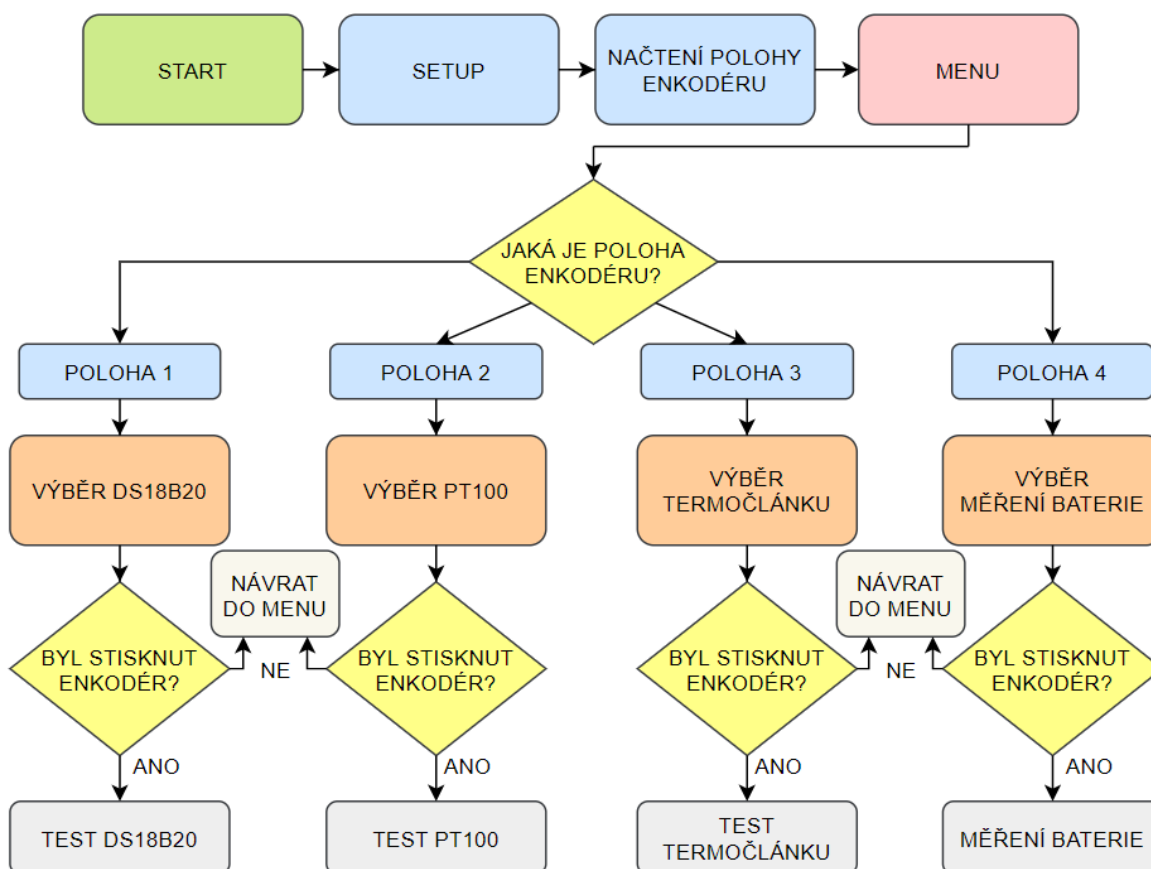 START
SETUP
NAČTENÍ POLOHY
ENKODÉRU
MENU
JAKÁ JE POLOHA
ENKODÉRU?
POLOHA 1
POLOHA 2
POLOHA 3
POLOHA 4
VÝBĚR DS18B20
VÝBĚR PT100
VÝBĚR
TERMOČLÁNKU
VÝBĚR
MĚŘENÍ BATERIE
NÁVRAT
DO MENU
NÁVRAT
DO MENU
BYL STISKNUT
ENKODÉR?
NE
BYL STISKNUT
ENKODÉR?
BYL STISKNUT
ENKODÉR?
NE
BYL STISKNUT
ENKODÉR?
ANO
ANO
ANO
ANO
TEST DS18B20
TEST PT100
TEST
TERMOČLÁNKU
MĚŘENÍ BATERIE